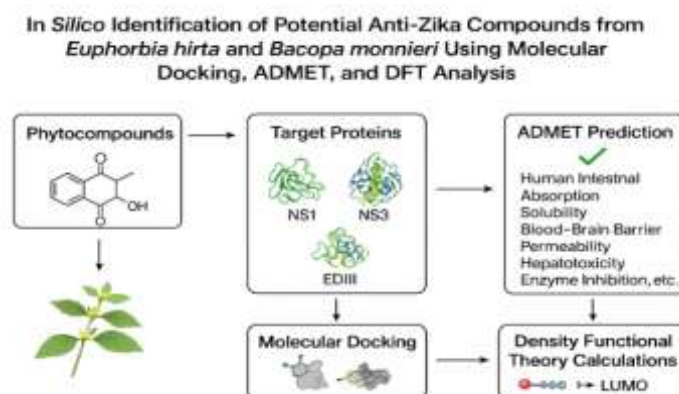 In Silico Identification of Potential Anti-Zika Compounds from
Euphorbia hirta and Bacopa monnieri Using Molecular
Docking, ADMET, and DFT Analysis
Phytocompounds
O
OH
O
Target Proteins
NS1
NS3
EDIII
ADMET Prediction
Human Intestnal
Absorption
Solubility
Blood–Brain Barrier
Permeability
Hepatotoxicity
Enzyme Inhibition, etc.
Molecular Docking
Density Functional
Theory Calculations
LUMO